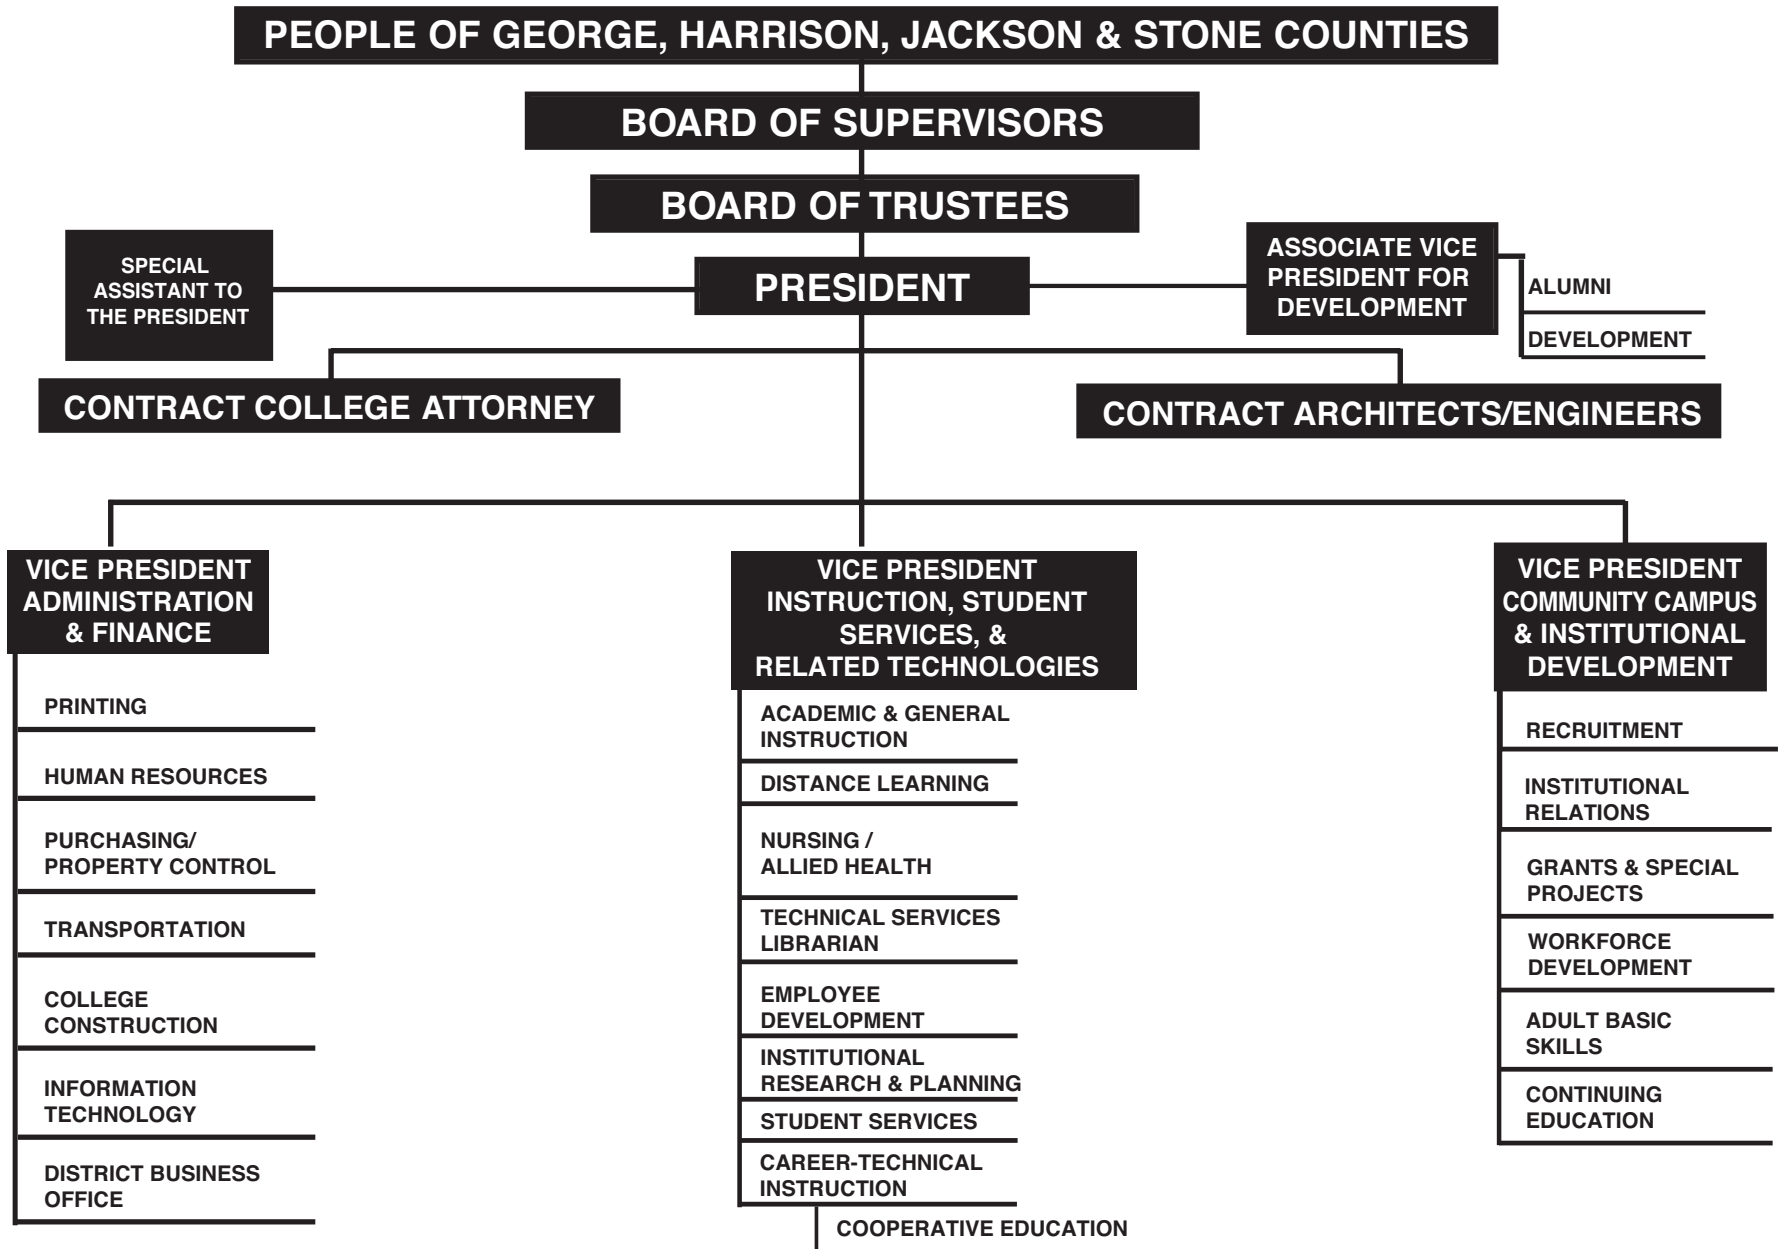 PEOPLE OF GEORGE, HARRISON, JACKSON & STONE COUNTIES
BOARD OF SUPERVISORS
BOARD OF TRUSTEES
SPECIAL
ASSISTANT TO
THE PRESIDENT
PRESIDENT
ASSOCIATE VICE
PRESIDENT FOR
DEVELOPMENT
ALUMNI
DEVELOPMENT
CONTRACT COLLEGE ATTORNEY
CONTRACT ARCHITECTS/ENGINEERS
VICE PRESIDENT
ADMINISTRATION
& FINANCE
PRINTING
HUMAN RESOURCES
PURCHASING/
PROPERTY CONTROL
TRANSPORTATION
COLLEGE
CONSTRUCTION
INFORMATION
TECHNOLOGY
DISTRICT BUSINESS
OFFICE
VICE PRESIDENT
INSTRUCTION, STUDENT
SERVICES, &
RELATED TECHNOLOGIES
ACADEMIC & GENERAL
INSTRUCTION
DISTANCE LEARNING
NURSING /
ALLIED HEALTH
TECHNICAL SERVICES
LIBRARIAN
EMPLOYEE
DEVELOPMENT
INSTITUTIONAL
RESEARCH & PLANNING
STUDENT SERVICES
CAREER-TECHNICAL
INSTRUCTION
COOPERATIVE EDUCATION
VICE PRESIDENT
COMMUNITY CAMPUS
& INSTITUTIONAL
DEVELOPMENT
RECRUITMENT
INSTITUTIONAL
RELATIONS
GRANTS & SPECIAL
PROJECTS
WORKFORCE
DEVELOPMENT
ADULT BASIC
SKILLS
CONTINUING
EDUCATION